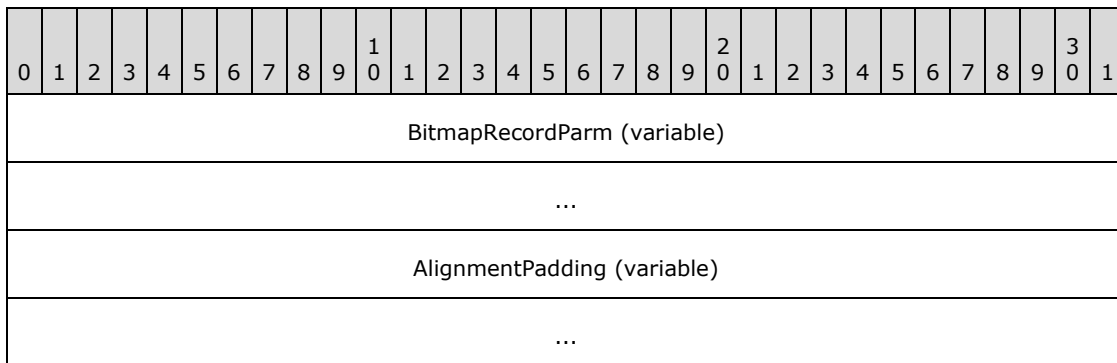 1 2 3
0 1 2 3 4 5 6 7 8 9 0 1 2 3 4 5 6 7 8 9 0 1 2 3 4 5 6 7 8 9 0 1
BitmapRecordParm (variable)
...
AlignmentPadding (variable)
...